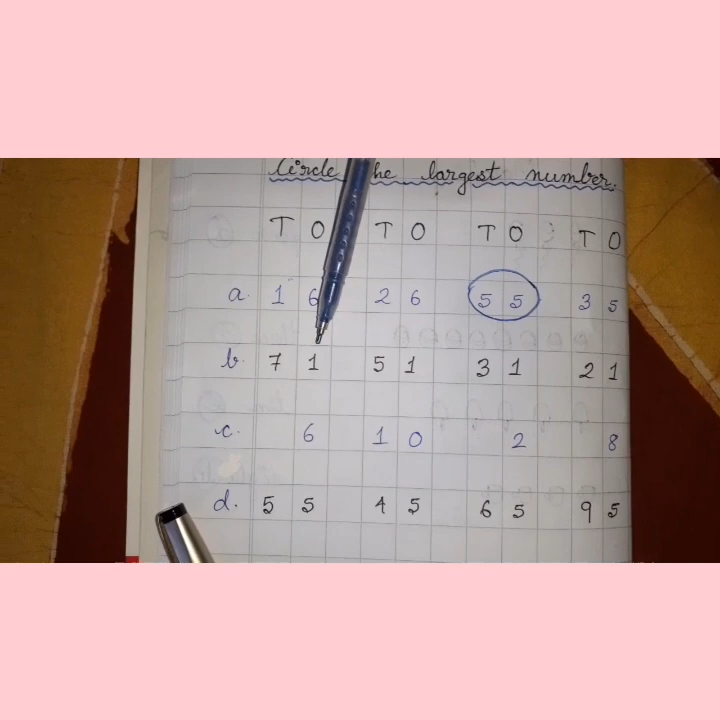 Circle the largest number.
T O T O T O T O
a. 1 6 2 6 5 5 3 5
b. 7 1 5 1 3 1 2 1
c. 6 1 0 2 8
d. 5 5 4 5 6 5 9 5